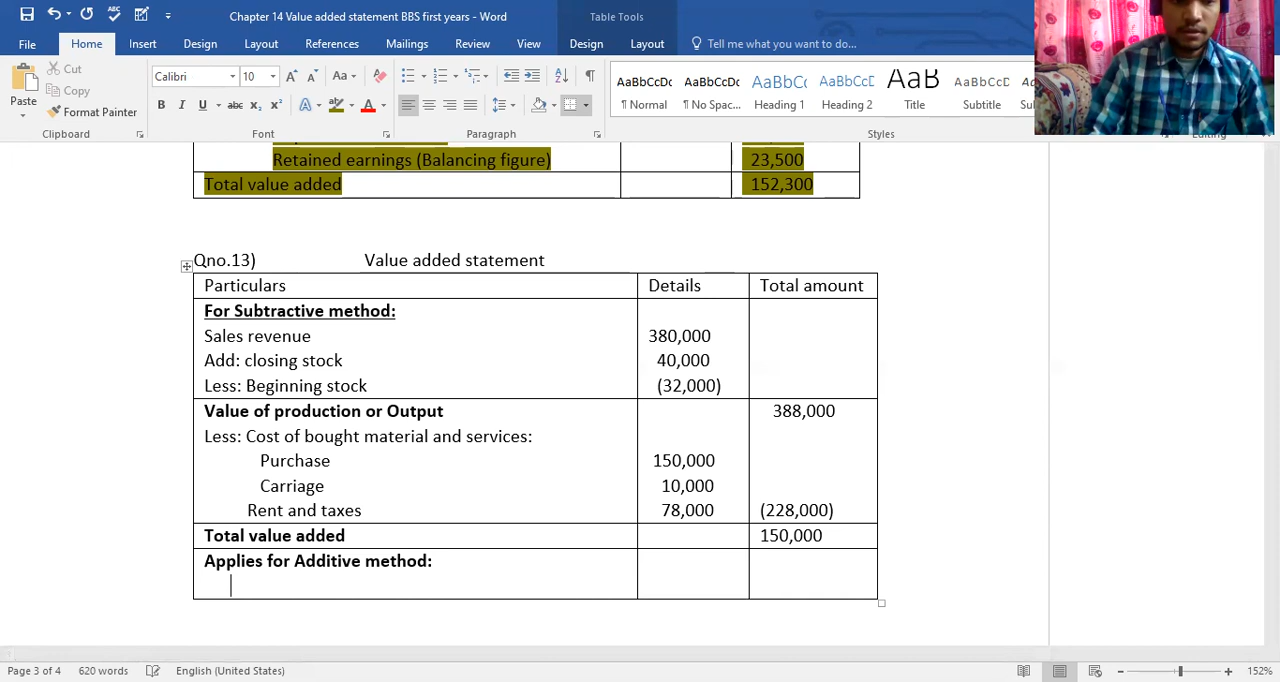 Chapter 14 Value added statement BBS first years - Word
Table Tools
File Home Insert Design Layout References Mailings Review View Design Layout Tell me what you want to do...
Paste
Cut
Copy
Format Painter
Calibri 10
AaBbCcDc AaBbCcDc AaBbCc AaBbCcE AaB AaBbCcD
¶ Normal ¶ No Spac... Heading 1 Heading 2 Title Subtitle
Clipboard Font Paragraph Styles
Retained earnings (Balancing figure) 23,500
Total value added 152,300
Qno.13) Value added statement
Particulars Details Total amount
For Subtractive method:
Sales revenue 380,000
Add: closing stock 40,000
Less: Beginning stock (32,000)
Value of production or Output 388,000
Less: Cost of bought material and services:
Purchase 150,000
Carriage 10,000
Rent and taxes 78,000 (228,000)
Total value added 150,000
Applies for Additive method:
Page 3 of 4 620 words English (United States) 152%